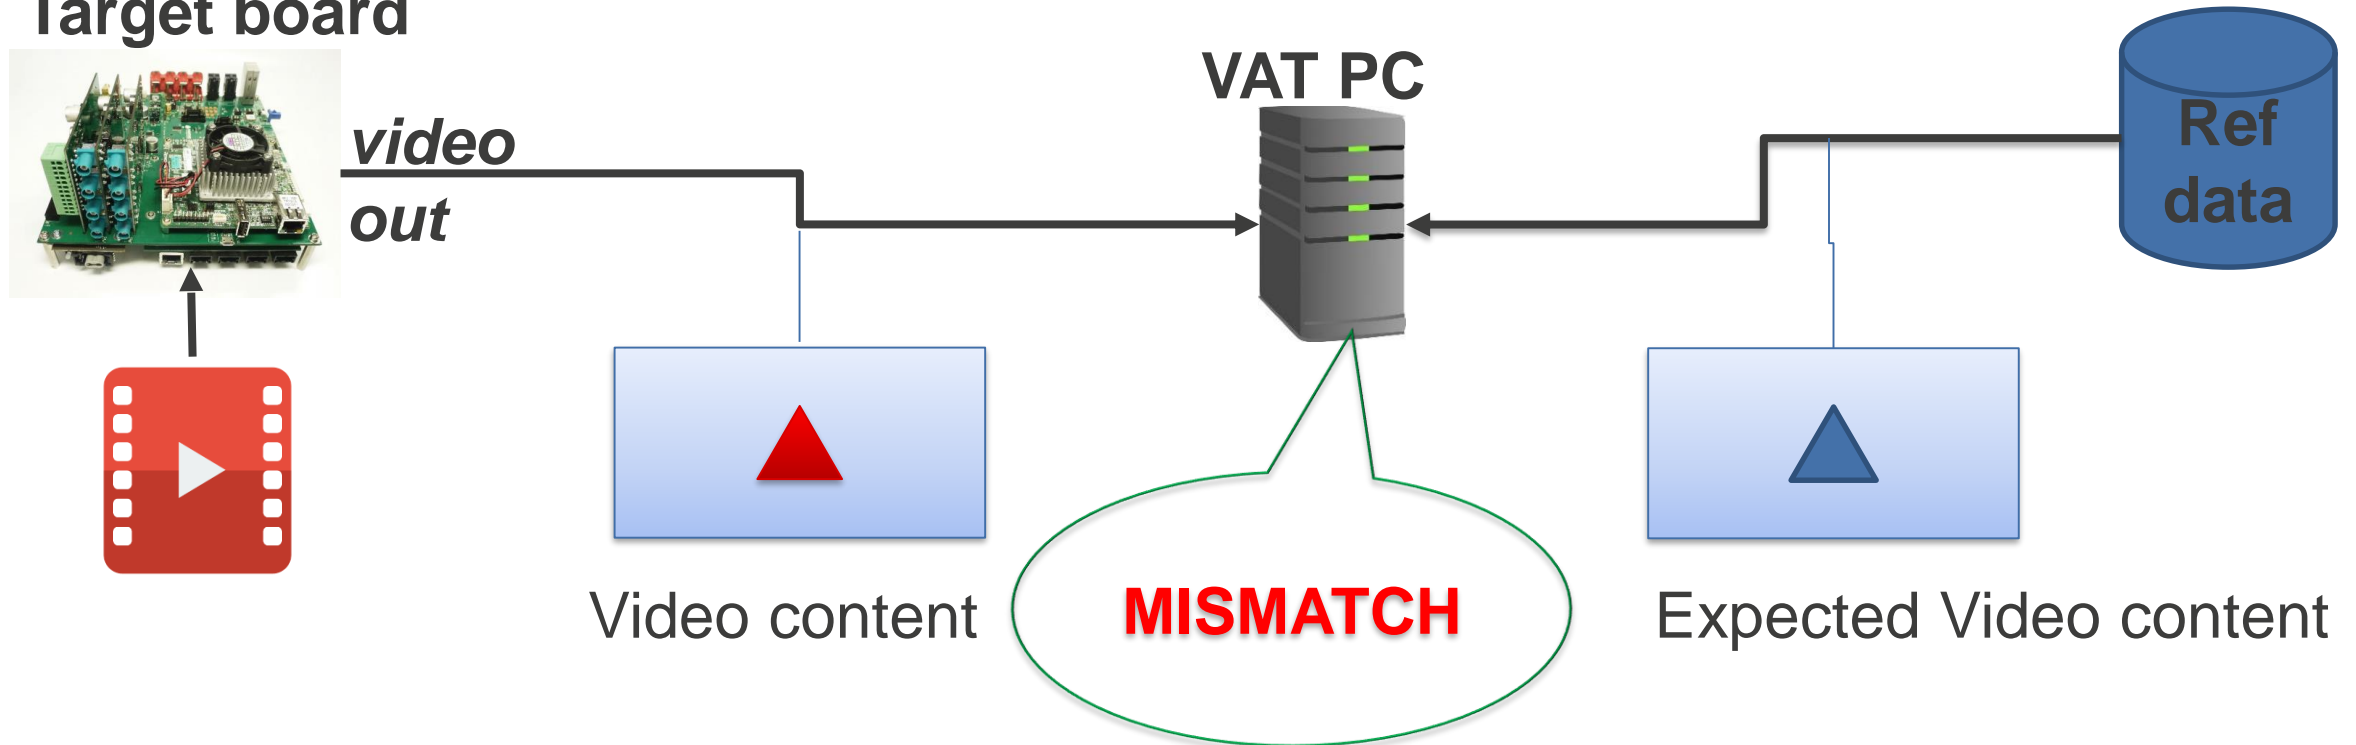 Target board
VAT PC
video
out
Ref
data
Video content
MISMATCH
Expected Video content